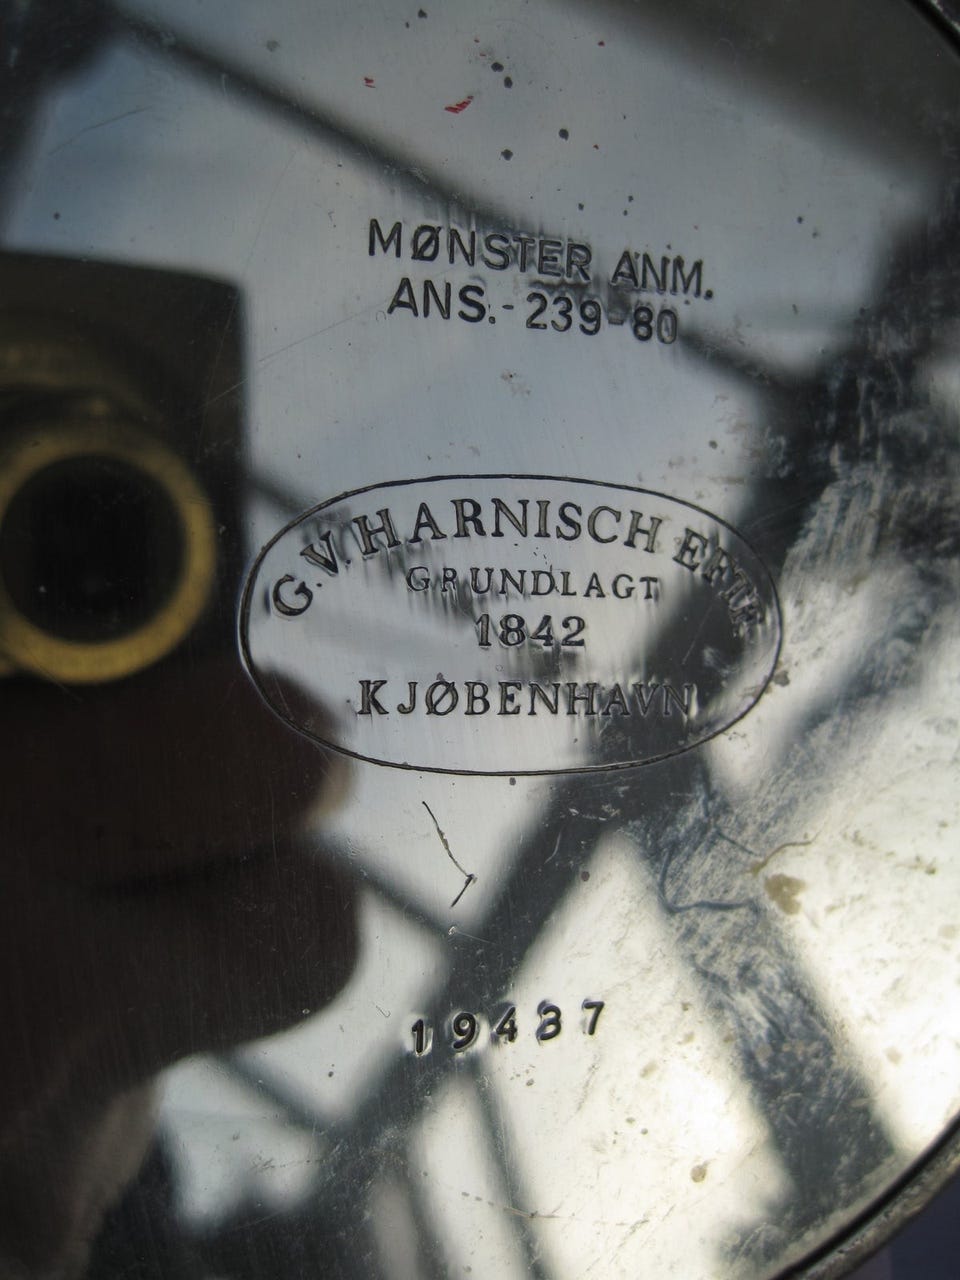 MØNSTER ANM.
ANS.-239-80
G.V. HARNISCH EFTF
GRUNDLAGT
1842
KJØBENHAVN
19437